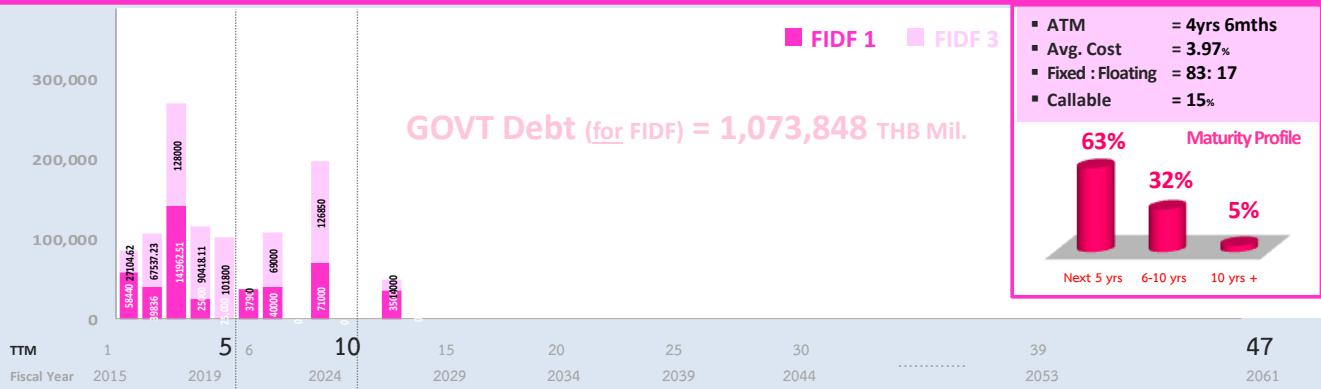 FIDF 1 FIDF 3
GOVT Debt (for FIDF) = 1,073,848 THB Mil.
▪ ATM = 4yrs 6mths
▪ Avg. Cost = 3.97%
▪ Fixed : Floating = 83: 17
▪ Callable = 15%
Maturity Profile
63%
32%
5%
Next 5 yrs 6-10 yrs 10 yrs +
300,000
200,000
100,000
0
58440 27104.62
39836 67537.23
141962.51 128000
90418.11
101800
40000 69000
71000 126850
14000
TTM 1 5 6 10 15 20 25 30 39 47
Fiscal Year 2015 2019 2024 2029 2034 2039 2044 ............... 2053 2061